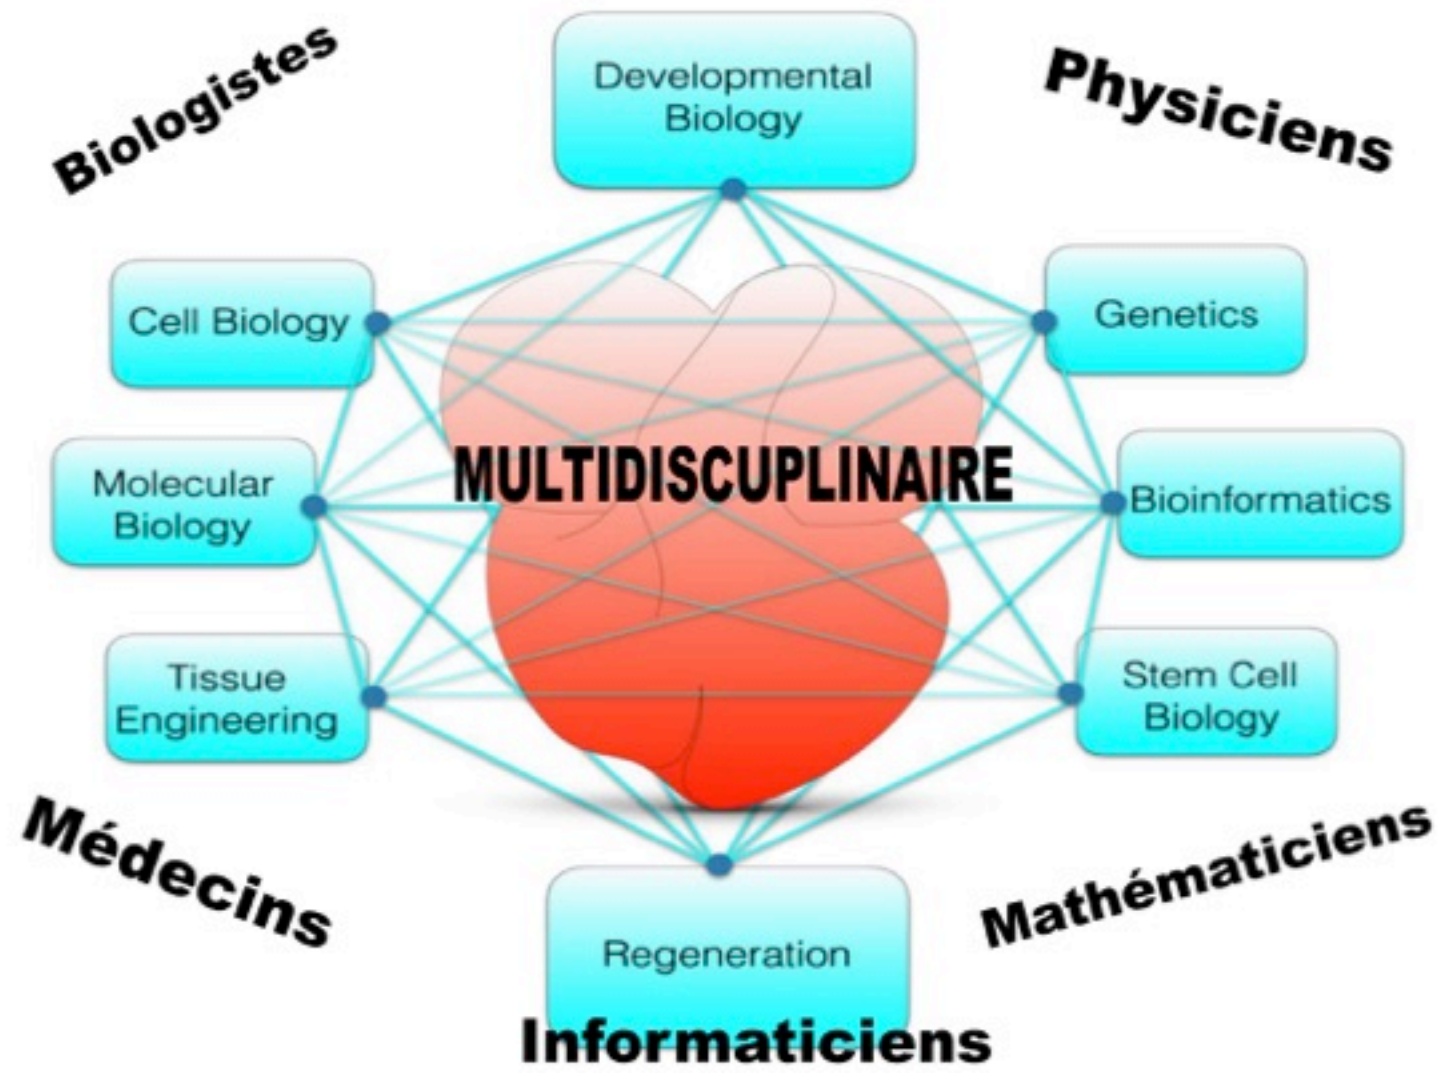 Biologistes
Developmental
Biology
Physiciens
Cell Biology
Genetics
MULTIDISCUPLINAIRE
Molecular
Biology
Bioinformatics
Tissue
Engineering
Stem Cell
Biology
Médecins
Mathématiciens
Regeneration
Informaticiens